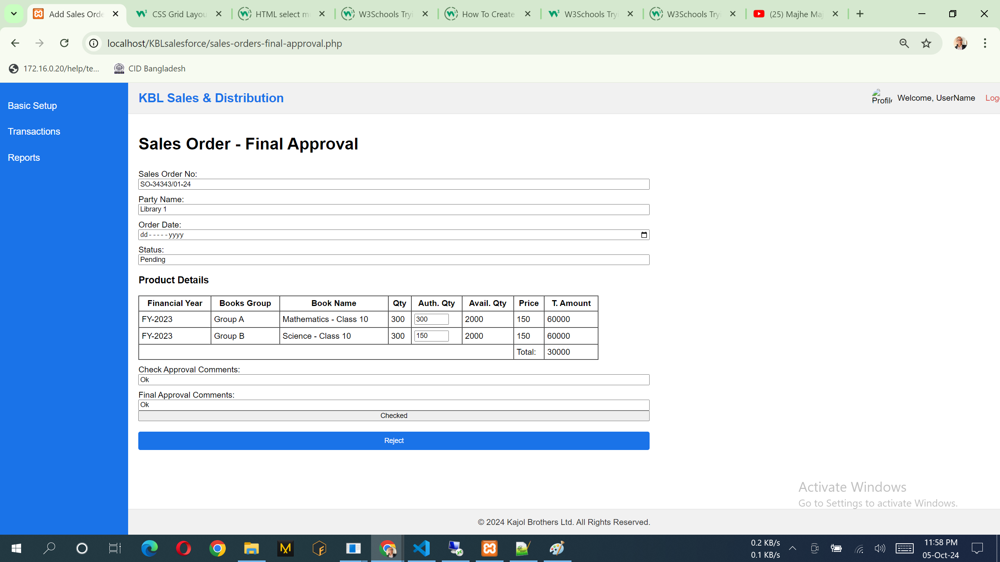 Add Sales Orde
CSS Grid Layou
HTML select m
W3Schools Tryi
How To Create
W3Schools Tryi
W3Schools Tryi
(25) Majhe Maj
localhost/KBLsalesforce/sales-orders-final-approval.php
172.16.0.20/help/te...
CID Bangladesh
Basic Setup
Transactions
Reports
KBL Sales & Distribution
Profile
Welcome, UserName
Logo
Sales Order - Final Approval
Sales Order No:
SO-34343/01-24
Party Name:
Library 1
Order Date:
dd-----yyyy
Status:
Pending
Product Details
Financial Year Books Group Book Name Qty Auth. Qty Avail. Qty Price T. Amount
FY-2023 Group A Mathematics - Class 10 300 300 2000 150 60000
FY-2023 Group B Science - Class 10 300 150 2000 150 60000
Total: 30000
Check Approval Comments:
Ok
Final Approval Comments:
Ok
Checked
Reject
Activate Windows
Go to Settings to activate Windows.
© 2024 Kajol Brothers Ltd. All Rights Reserved.
0.2 KB/s
0.1 KB/s
11:58 PM
05-Oct-24